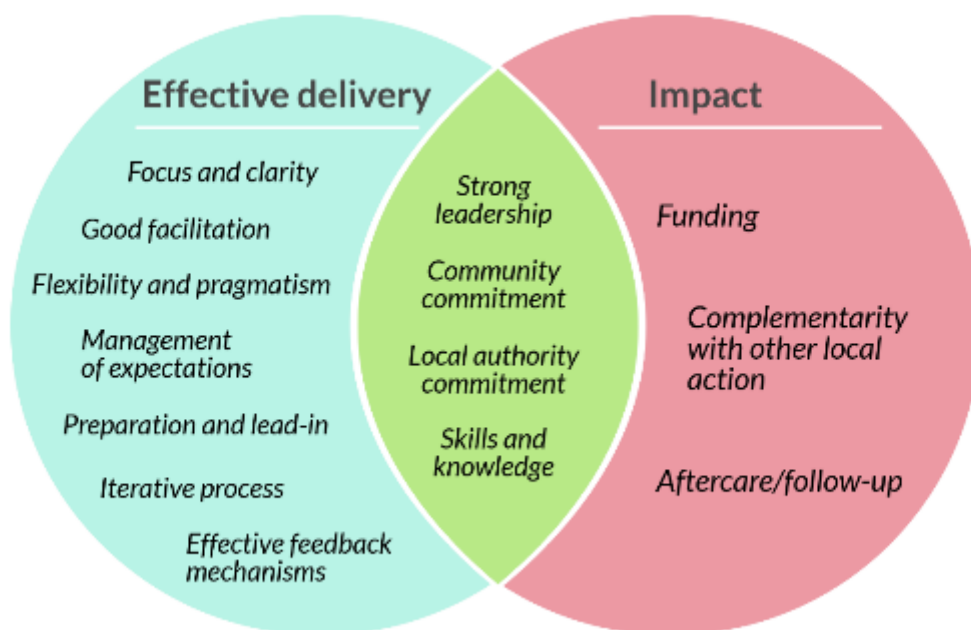 Effective delivery
Focus and clarity
Good facilitation
Flexibility and pragmatism
Management
of expectations
Preparation and lead-in
Iterative process
Effective feedback
mechanisms
Strong
leadership
Community
commitment
Local authority
commitment
Skills and
knowledge
Impact
Funding
Complementarity
with other local
action
Aftercare/follow-up